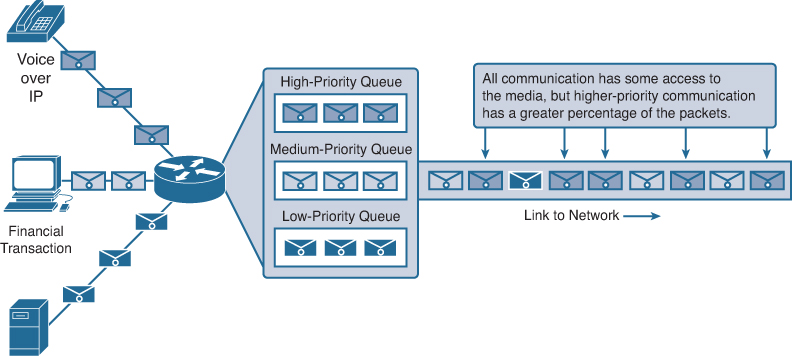 Voice
over
IP
Financial
Transaction
High-Priority Queue
Medium-Priority Queue
Low-Priority Queue
All communication has some access to
the media, but higher-priority communication
has a greater percentage of the packets.
Link to Network